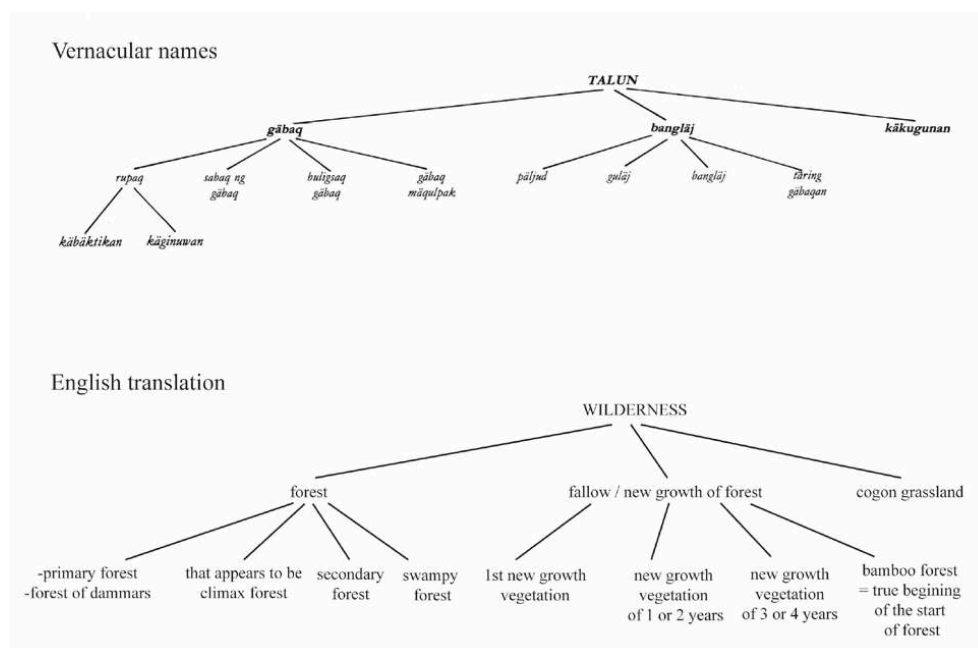 Vernacular names
TALUN
gäbaq bangläj käkugunan
rupaq sabaq ng buligsaq gäbaq päljud guläj bangläj täring
gäbaq gäbaq mäqulpak gäbaqan
käbäktikan käginuwan
English translation
WILDERNESS
forest fallow / new growth of forest cogon grassland
-primary forest that appears to be secondary swampy 1st new growth new growth new growth bamboo forest
-forest of dammars climax forest forest forest vegetation vegetation vegetation = true begining
of 1 or 2 years of 3 or 4 years of the start
of forest